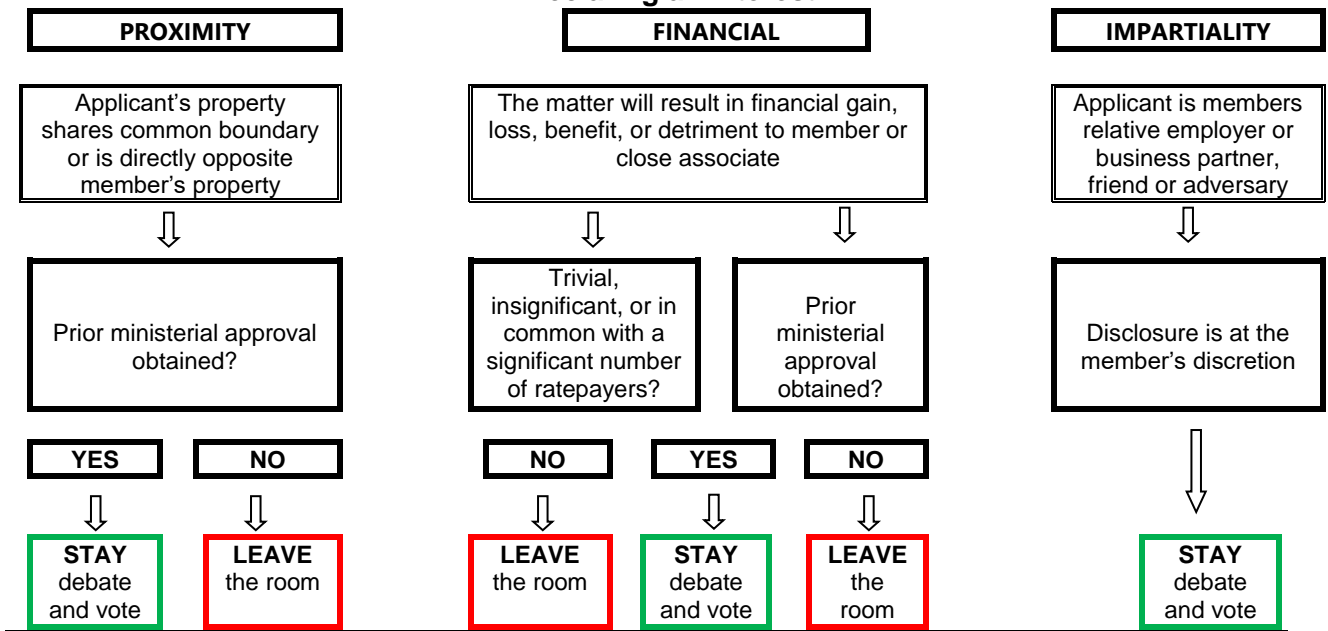 PROXIMITY
FINANCIAL
IMPARTIALITY
Applicant’s property
shares common boundary
or is directly opposite
member’s property
The matter will result in financial gain,
loss, benefit, or detriment to member or
close associate
Applicant is members
relative employer or
business partner,
friend or adversary
Prior ministerial approval
obtained?
Trivial,
insignificant, or in
common with a
significant number
of ratepayers?
Prior
ministerial
approval
obtained?
Disclosure is at the
member’s discretion
YES
NO
NO
YES
NO
STAY
debate
and vote
LEAVE
the room
LEAVE
the room
STAY
debate
and vote
LEAVE
the
room
STAY
debate
and vote